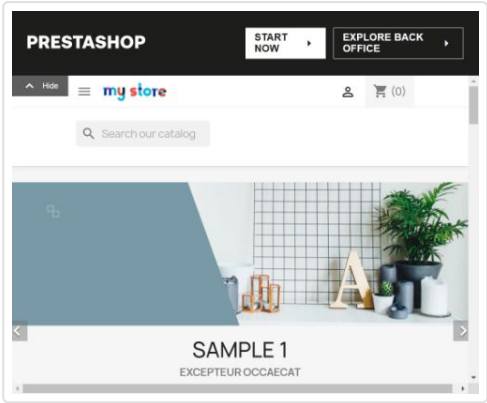 PRESTASHOP
START
NOW
EXPLORE BACK
OFFICE
Hide
my store
(0)
Search our catalog
A
SAMPLE 1
EXCEPTEUR OCCAECAT